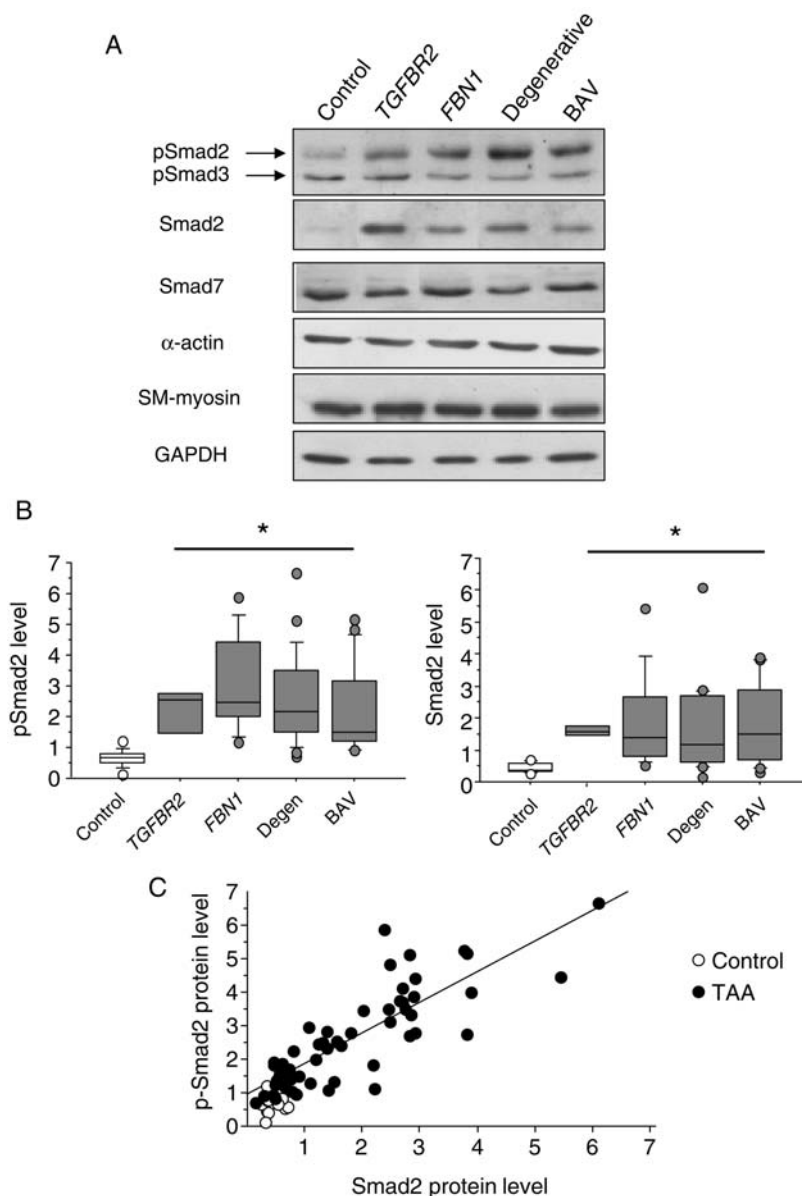 A
Control
TGFBR2
FBN1
Degenerative
BAV
pSmad2
pSmad3
Smad2
Smad7
α-actin
SM-myosin
GAPDH
B
*
7
6
5
4
3
2
1
0
pSmad2 level
Control
TGFBR2
FBN1
Degen
BAV
*
7
6
5
4
3
2
1
0
Smad2 level
Control
TGFBR2
FBN1
Degen
BAV
C
7
6
5
4
3
2
1
0
p-Smad2 protein level
1 2 3 4 5 6 7
Smad2 protein level
Control
TAA